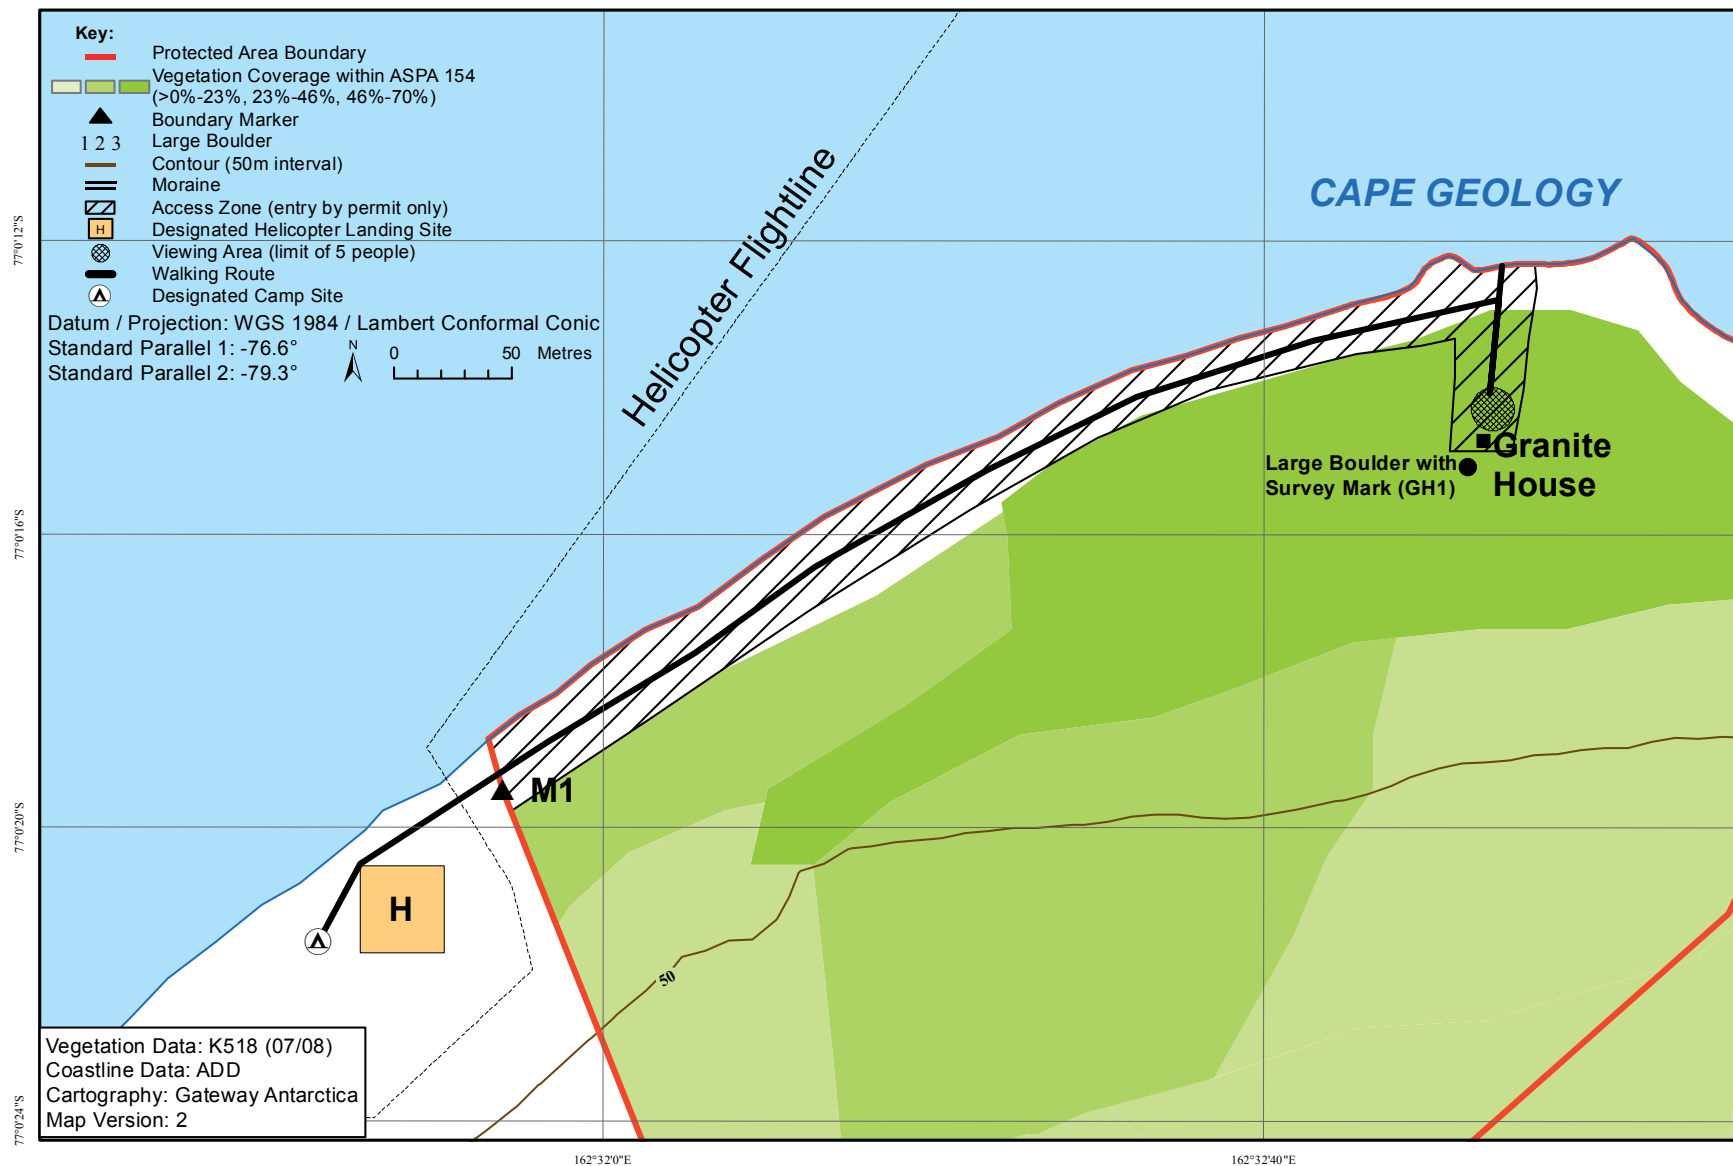 Key:
Protected Area Boundary
Vegetation Coverage within ASPA 154
(>0%-23%, 23%-46%, 46%-70%)
Boundary Marker
1 2 3 Large Boulder
Contour (50m interval)
Moraine
Access Zone (entry by permit only)
H Designated Helicopter Landing Site
Viewing Area (limit of 5 people)
Walking Route
Designated Camp Site
Datum / Projection: WGS 1984 / Lambert Conformal Conic
Standard Parallel 1: -76.6°
Standard Parallel 2: -79.3°
N
0 50 Metres
Helicopter Flightline
CAPE GEOLOGY
Granite
House
Large Boulder with
Survey Mark (GH1)
M1
H
50
Vegetation Data: K518 (07/08)
Coastline Data: ADD
Cartography: Gateway Antarctica
Map Version: 2
77°0'12"S
77°0'16"S
77°0'20"S
77°0'24"S
162°32'0"E
162°32'40"E